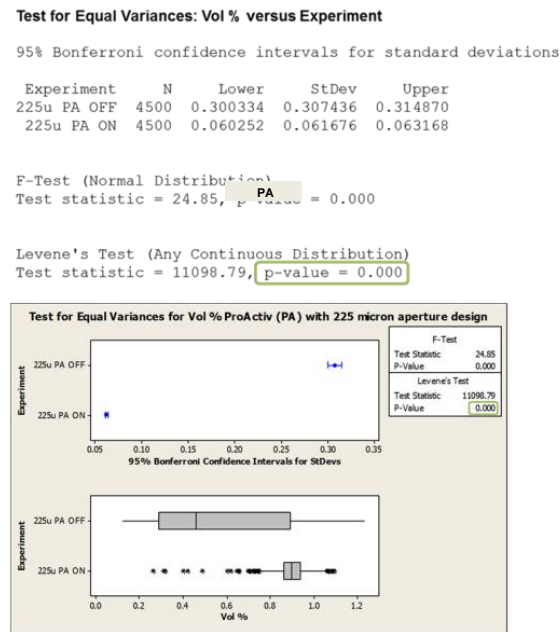 Test for Equal Variances: Vol % versus Experiment
95% Bonferroni confidence intervals for standard deviations
Experiment N Lower StDev Upper
225u PA OFF 4500 0.300334 0.307436 0.314870
225u PA ON 4500 0.060252 0.061676 0.063168
F-Test (Normal Distribution)
PA
Test statistic = 24.85, p-value = 0.000
Levene's Test (Any Continuous Distribution)
Test statistic = 11098.79, p-value = 0.000
Test for Equal Variances for Vol % ProActiv (PA) with 225 micron aperture design
Experiment
225u PA OFF
225u PA ON
0.05 0.10 0.15 0.20 0.25 0.30 0.35
95% Bonferroni Confidence Intervals for StDevs
F-Test
Test Statistic 24.85
P-Value 0.000
Levene's Test
Test Statistic 11098.79
P-Value 0.000
Experiment
225u PA OFF
225u PA ON
0.0 0.2 0.4 0.6 0.8 1.0 1.2
Vol %